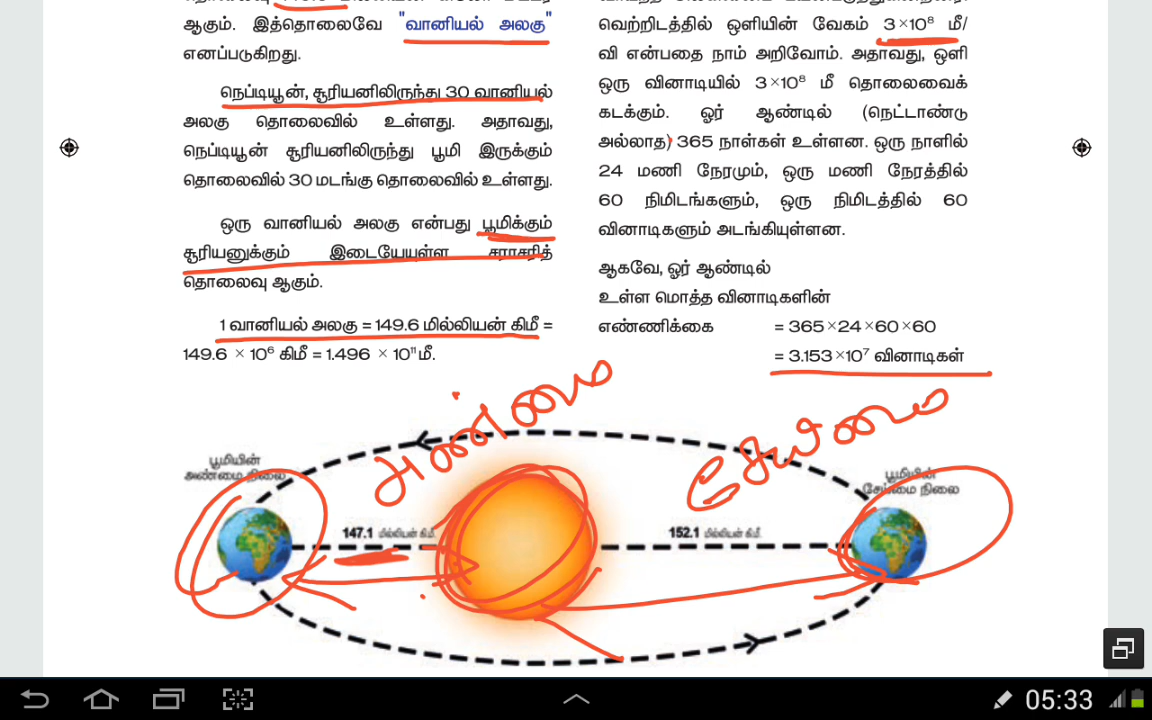 ஆகும். இத்தொலைவே "வானியல் அலகு"
எனப்படுகிறது.
நெப்டியூன், சூரியனிலிருந்து 30 வானியல்
அலகு தொலைவில் உள்ளது. அதாவது,
நெப்டியூன் சூரியனிலிருந்து பூமி இருக்கும்
தொலைவில் 30 மடங்கு தொலைவில் உள்ளது.
ஒரு வானியல் அலகு என்பது பூமிக்கும்
சூரியனுக்கும் இடையேயுள்ள சராசரித்
தொலைவு ஆகும்.
1 வானியல் அலகு = 149.6 மில்லியன் கிமீ =
149.6 × 10⁶ கிமீ = 1.496 × 10¹¹ மீ.
வெற்றிடத்தில் ஒளியின் வேகம் 3×10⁸ மீ/
வி என்பதை நாம் அறிவோம். அதாவது, ஒளி
ஒரு வினாடியில் 3×10⁸ மீ தொலைவைக்
கடக்கும். ஓர் ஆண்டில் (நெட்டாண்டு
அல்லாத) 365 நாள்கள் உள்ளன. ஒரு நாளில்
24 மணி நேரமும், ஒரு மணி நேரத்தில்
60 நிமிடங்களும், ஒரு நிமிடத்தில் 60
வினாடிகளும் அடங்கியுள்ளன.
ஆகவே, ஓர் ஆண்டில்
உள்ள மொத்த வினாடிகளின்
எண்ணிக்கை = 365×24×60×60
= 3.153×10⁷ வினாடிகள்
அண்மை
சேய்மை
பூமியின்
அண்மை நிலை
பூமியின்
சேய்மை நிலை
147.1 மில்லியன் கி.மீ.
152.1 மில்லியன் கி.மீ
05:33